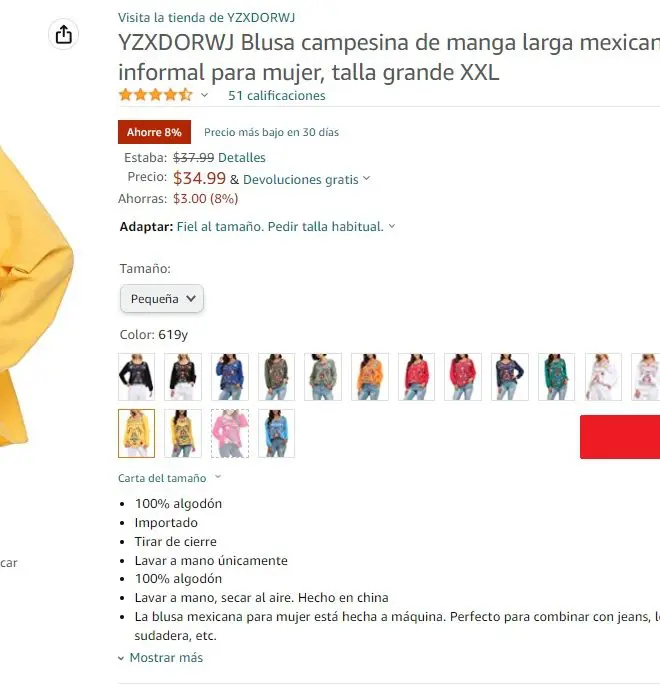 Visita la tienda de YZXDORWJ
YZXDORWJ Blusa campesina de manga larga mexican
informal para mujer, talla grande XXL
51 calificaciones
Ahorre 8% Precio más bajo en 30 días
Estaba: $37.99 Detalles
Precio: $34.99 & Devoluciones gratis
Ahorras: $3.00 (8%)
Adaptar: Fiel al tamaño. Pedir talla habitual.
Tamaño:
Pequeña
Color: 619y
Carta del tamaño
100% algodón
Importado
Tirar de cierre
Lavar a mano únicamente
car
100% algodón
Lavar a mano, secar al aire. Hecho en china
La blusa mexicana para mujer está hecha a máquina. Perfecto para combinar con jeans, l
sudadera, etc.
Mostrar más